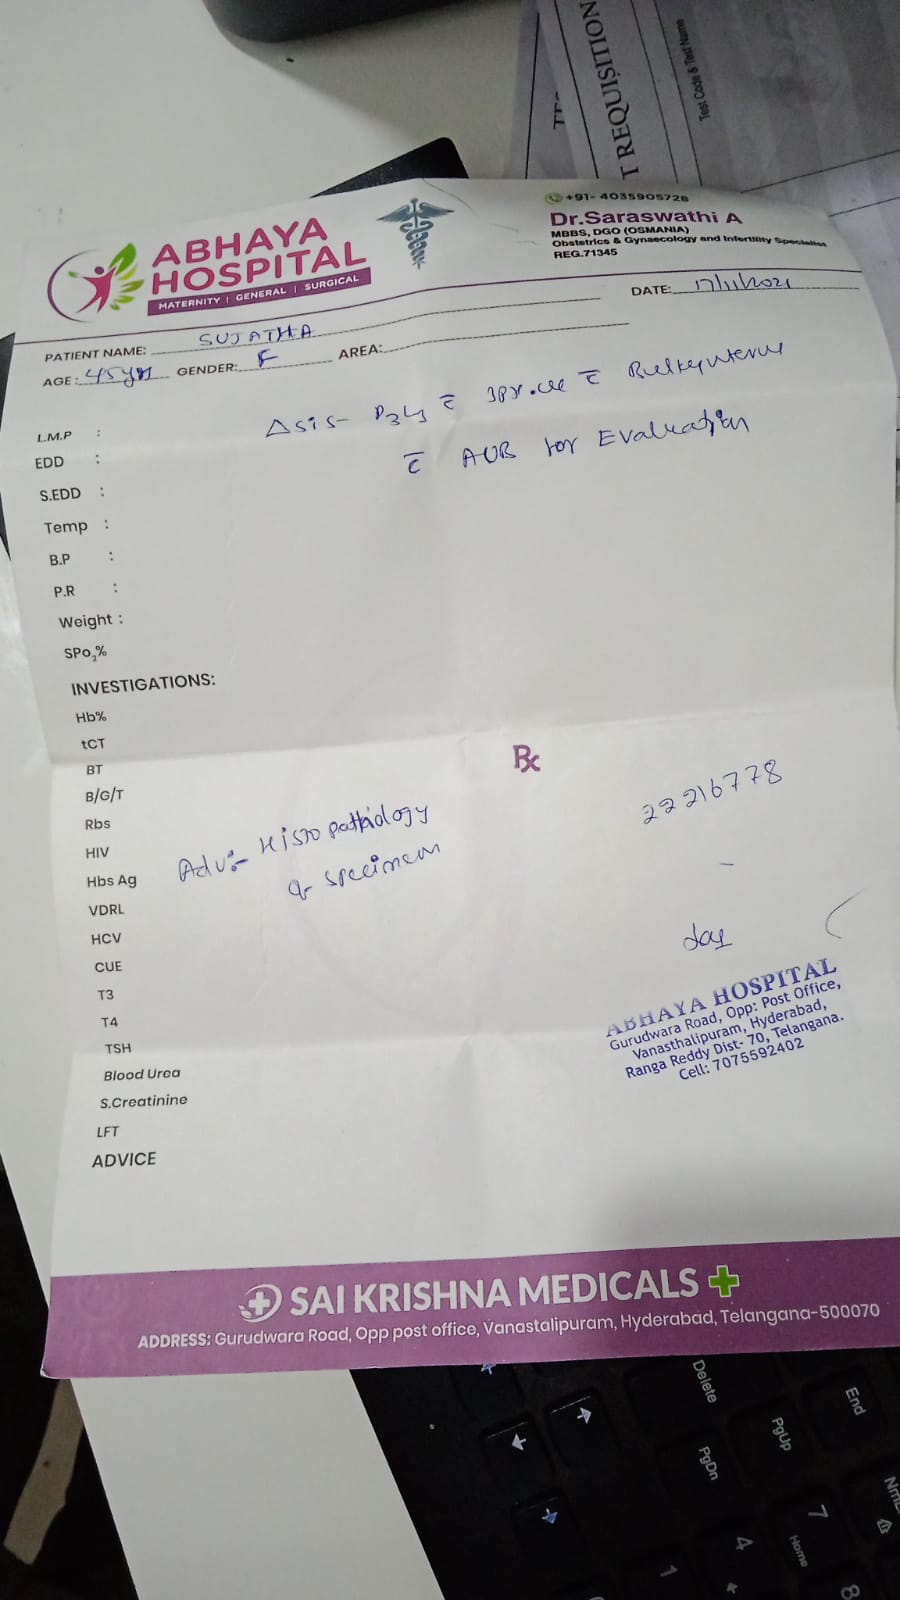 T REQUISITION
Test Code & Test Name
+91- 4035905728
Dr.Saraswathi A
MBBS, DGO (OSMANIA)
Obstetrics & Gynaecology and Infertility Specialist
REG.71345
ABHAYA
HOSPITAL
MATERNITY | GENERAL | SURGICAL
DATE: 17/11/2021
PATIENT NAME: SUJATHA
AGE: 45yrs GENDER: F AREA:
L.M.P :
Δsis- P3L3 c̄ c̄ Bulky uterus
EDD :
c̄ AUB for Evaluation
S.EDD :
Temp :
B.P :
P.R :
Weight :
SPo₂%
INVESTIGATIONS:
Hb%
tCT
BT
Rx
B/G/T
22216778
Rbs
HIV
Adv:- Histopathology
Hbs Ag
of specimen
VDRL
HCV
CUE
T3
T4
TSH
Blood Urea
S.Creatinine
LFT
ADVICE
ABHAYA HOSPITAL
Gurudwara Road, Opp: Post Office,
Vanasthalipuram, Hyderabad,
Ranga Reddy Dist- 70, Telangana.
Cell: 7075592402
SAI KRISHNA MEDICALS
ADDRESS: Gurudwara Road, Opp post office, Vanastalipuram, Hyderabad, Telangana-500070
Delete
End
PgUp
PgDn
7
Home
4
1
8